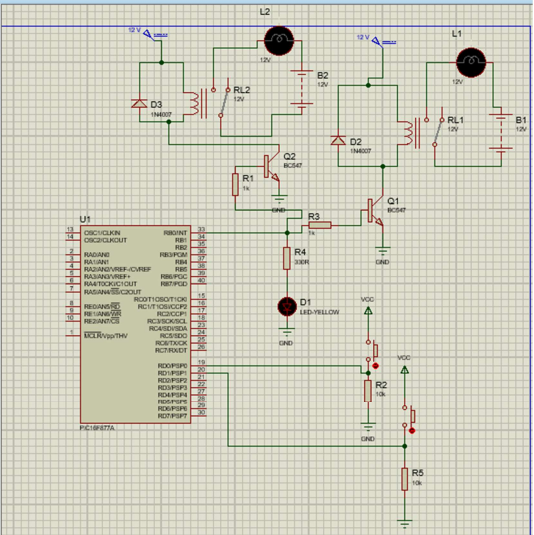 L2
12 V
12V
12 V
L1
12V
RL2
12V
B2
12V
D3
1N4007
RL1
12V
B1
12V
D2
1N4007
Q2
BC547
R1
1k
GND
Q1
BC547
R3
1k
GND
R4
330R
D1
LED-YELLOW
GND
U1
13 OSC1/CLKIN RB0/INT 33
14 OSC2/CLKOUT RB1 34
RB2 35
2 RA0/AN0 RB3/PGM 36
3 RA1/AN1 RB4 37
4 RA2/AN2/VREF-/CVREF RB5 38
5 RA3/AN3/VREF+ RB6/PGC 39
6 RA4/T0CKI/C1OUT RB7/PGD 40
7 RA5/AN4/SS/C2OUT
RC0/T1OSO/T1CKI 15
8 RE0/AN5/RD RC1/T1OSI/CCP2 16
9 RE1/AN6/WR RC2/CCP1 17
10 RE2/AN7/CS RC3/SCK/SCL 18
RC4/SDI/SDA 23
1 MCLR/Vpp/THV RC5/SDO 24
RC6/TX/CK 25
RC7/RX/DT 26
RD0/PSP0 19
RD1/PSP1 20
RD2/PSP2 21
RD3/PSP3 22
RD4/PSP4 27
RD5/PSP5 28
RD6/PSP6 29
RD7/PSP7 30
PIC16F877A
VCC
R2
10k
GND
VCC
R5
10k